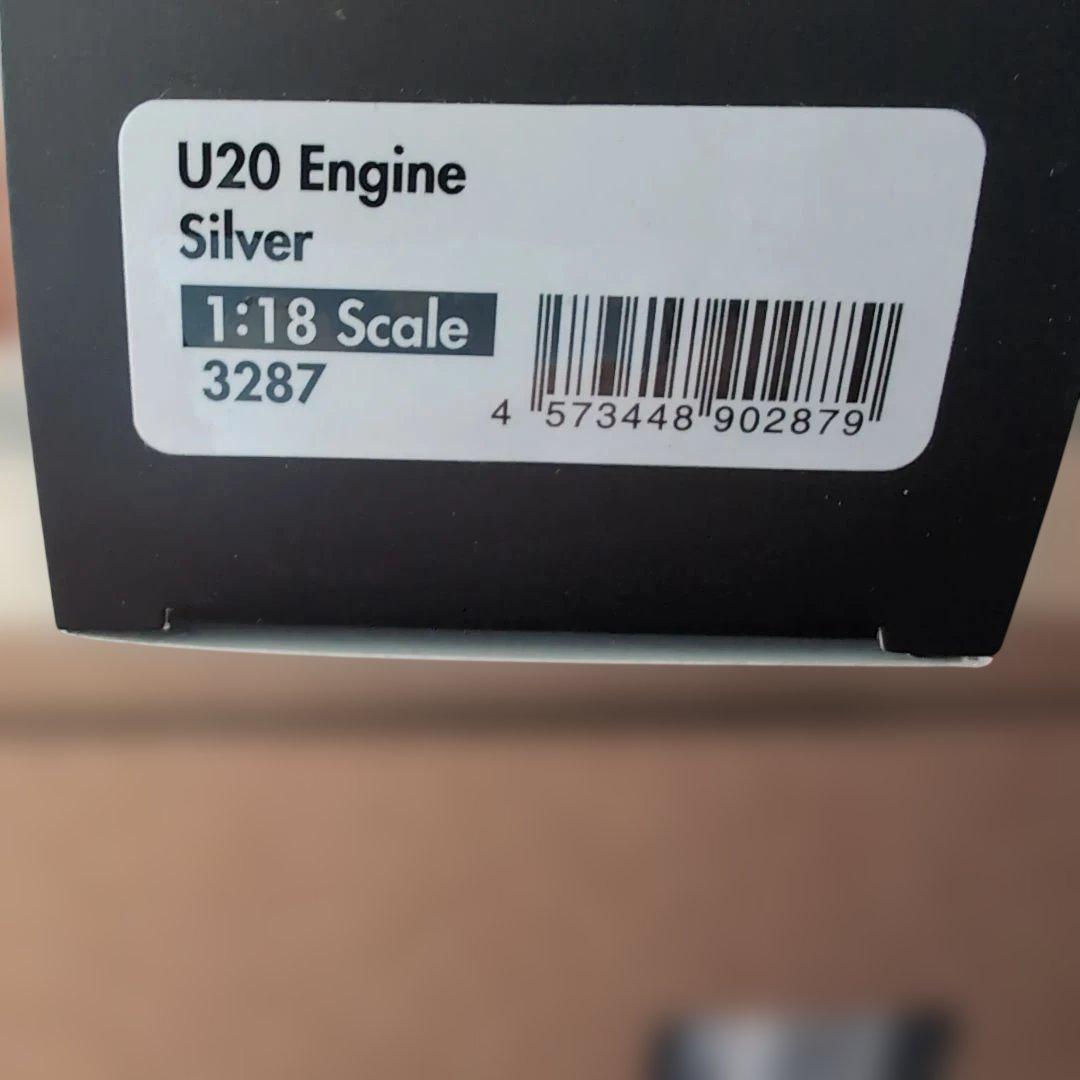 U20 Engine
Silver
1:18 Scale
3287
4 573448 902879